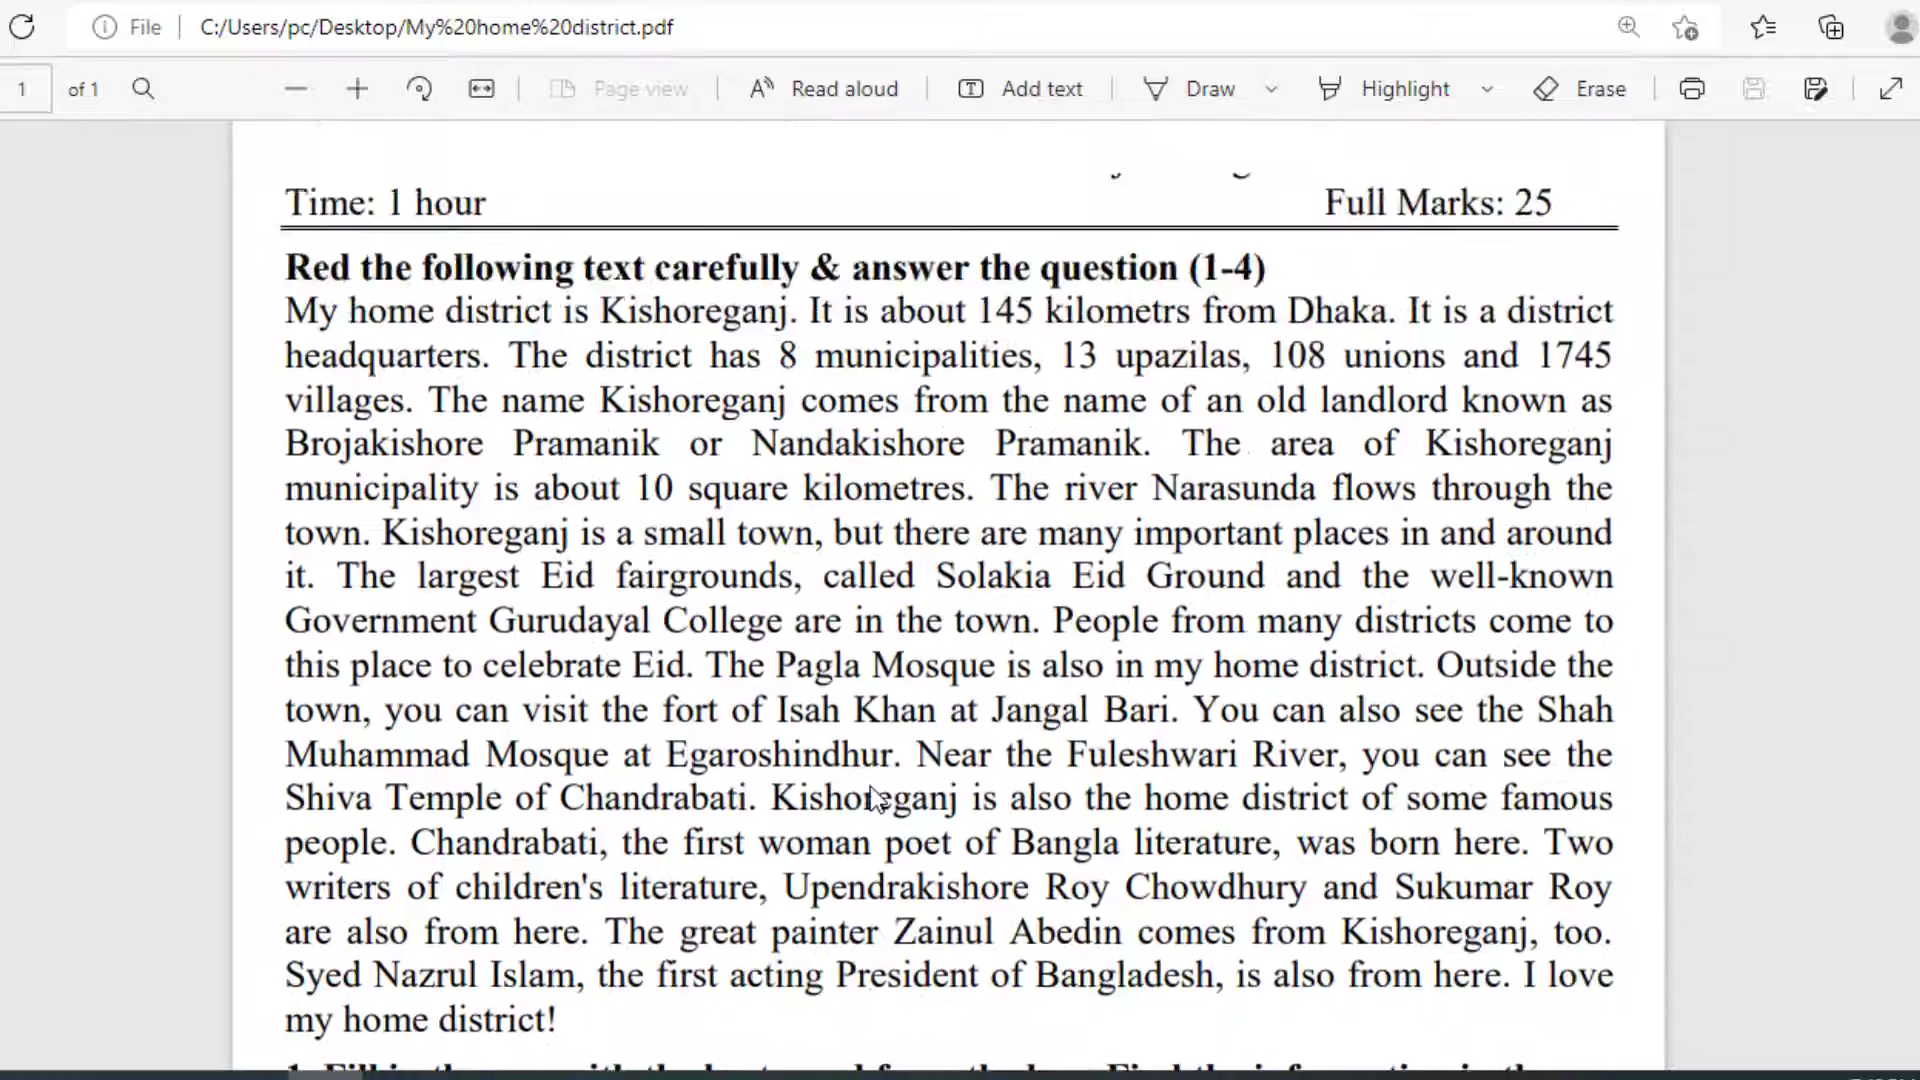 File C:/Users/pc/Desktop/My%20home%20district.pdf
1 of 1 Page view Read aloud Add text Draw Highlight Erase
Time: 1 hour Full Marks: 25
Red the following text carefully & answer the question (1-4)
My home district is Kishoreganj. It is about 145 kilometrs from Dhaka. It is a district
headquarters. The district has 8 municipalities, 13 upazilas, 108 unions and 1745
villages. The name Kishoreganj comes from the name of an old landlord known as
Brojakishore Pramanik or Nandakishore Pramanik. The area of Kishoreganj
municipality is about 10 square kilometres. The river Narasunda flows through the
town. Kishoreganj is a small town, but there are many important places in and around
it. The largest Eid fairgrounds, called Solakia Eid Ground and the well-known
Government Gurudayal College are in the town. People from many districts come to
this place to celebrate Eid. The Pagla Mosque is also in my home district. Outside the
town, you can visit the fort of Isah Khan at Jangal Bari. You can also see the Shah
Muhammad Mosque at Egaroshindhur. Near the Fuleshwari River, you can see the
Shiva Temple of Chandrabati. Kishoreganj is also the home district of some famous
people. Chandrabati, the first woman poet of Bangla literature, was born here. Two
writers of children's literature, Upendrakishore Roy Chowdhury and Sukumar Roy
are also from here. The great painter Zainul Abedin comes from Kishoreganj, too.
Syed Nazrul Islam, the first acting President of Bangladesh, is also from here. I love
my home district!